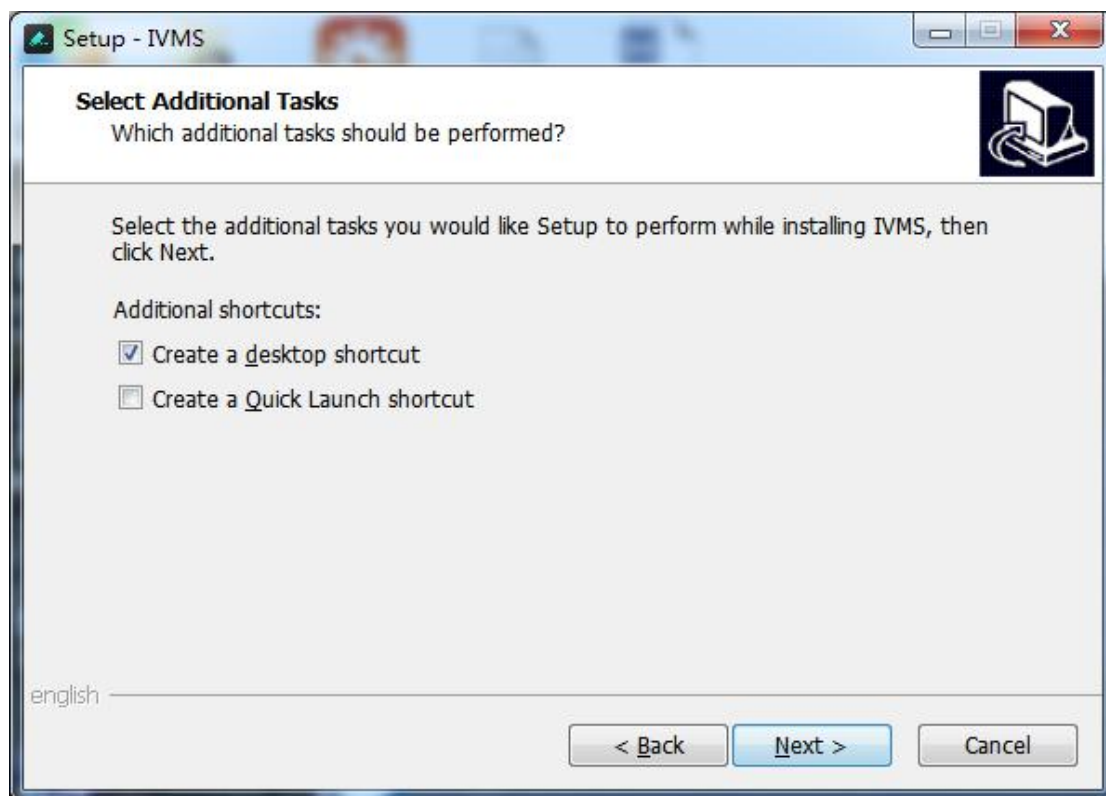 Setup - IVMS
Select Additional Tasks
Which additional tasks should be performed?
Select the additional tasks you would like Setup to perform while installing IVMS, then
click Next.
Additional shortcuts:
Create a desktop shortcut
Create a Quick Launch shortcut
english
< Back
Next >
Cancel